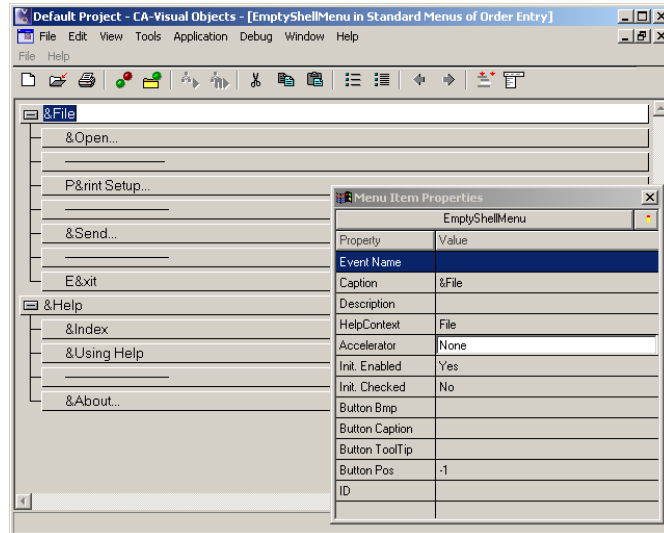 Default Project - CA-Visual Objects - [EmptyShellMenu in Standard Menus of Order Entry]
File Edit View Tools Application Debug Window Help
File Help
&File
&Open...
P&rint Setup...
&Send...
E&xit
&Help
&Index
&Using Help
&About...
Menu Item Properties
EmptyShellMenu
Property Value
Event Name
Caption &File
Description
HelpContext File
Accelerator None
Init. Enabled Yes
Init. Checked No
Button Bmp
Button Caption
Button ToolTip
Button Pos -1
ID